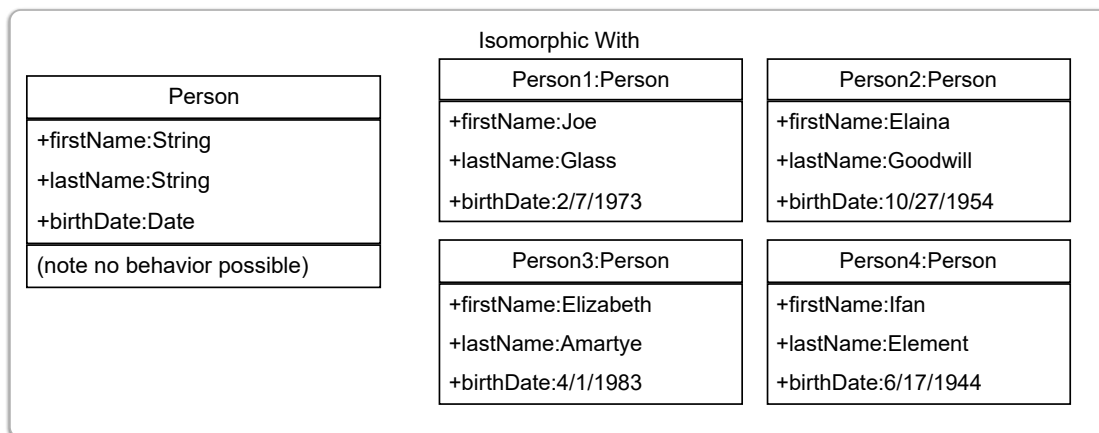 Isomorphic With
Person
+firstName:String
+lastName:String
+birthDate:Date
(note no behavior possible)
Person1:Person
+firstName:Joe
+lastName:Glass
+birthDate:2/7/1973
Person2:Person
+firstName:Elaina
+lastName:Goodwill
+birthDate:10/27/1954
Person3:Person
+firstName:Elizabeth
+lastName:Amartye
+birthDate:4/1/1983
Person4:Person
+firstName:Ifan
+lastName:Element
+birthDate:6/17/1944